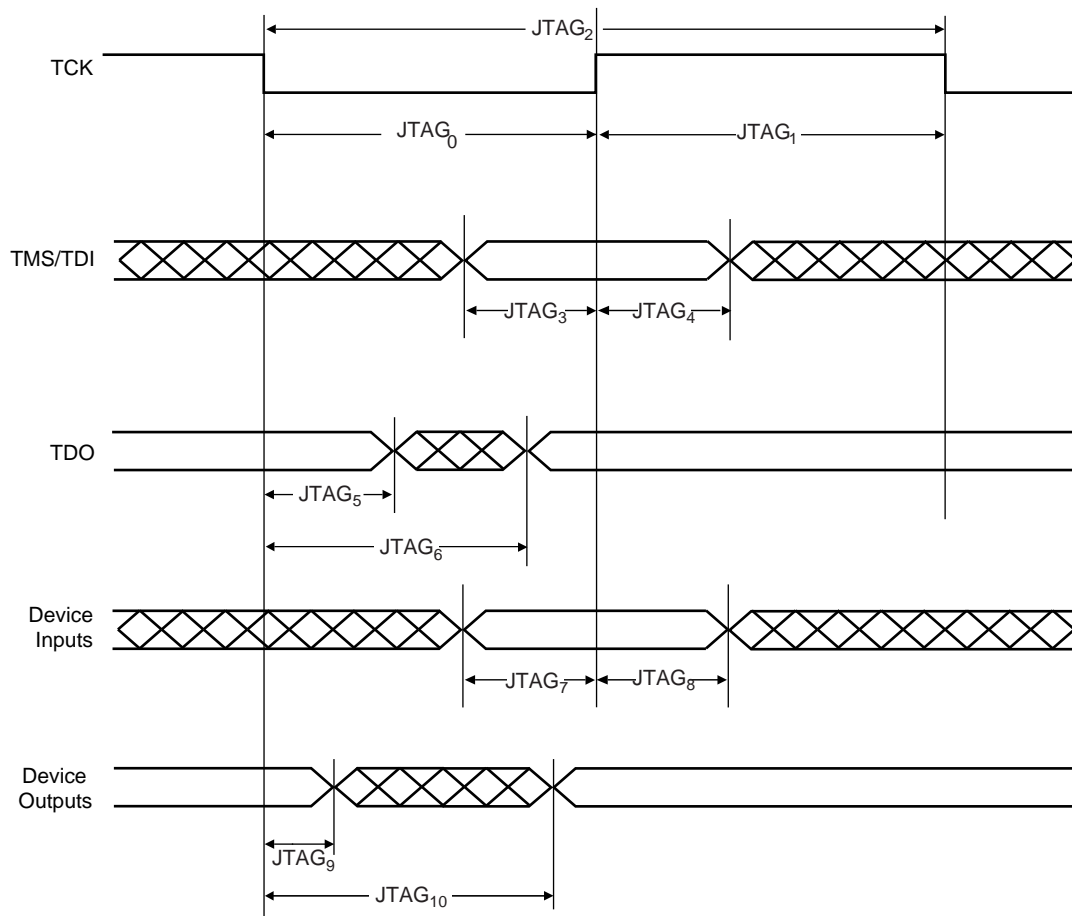 JTAG₂
TCK
JTAG₀
JTAG₁
TMS/TDI
JTAG₃
JTAG₄
TDO
JTAG₅
JTAG₆
Device
Inputs
JTAG₇
JTAG₈
Device
Outputs
JTAG₉
JTAG₁₀